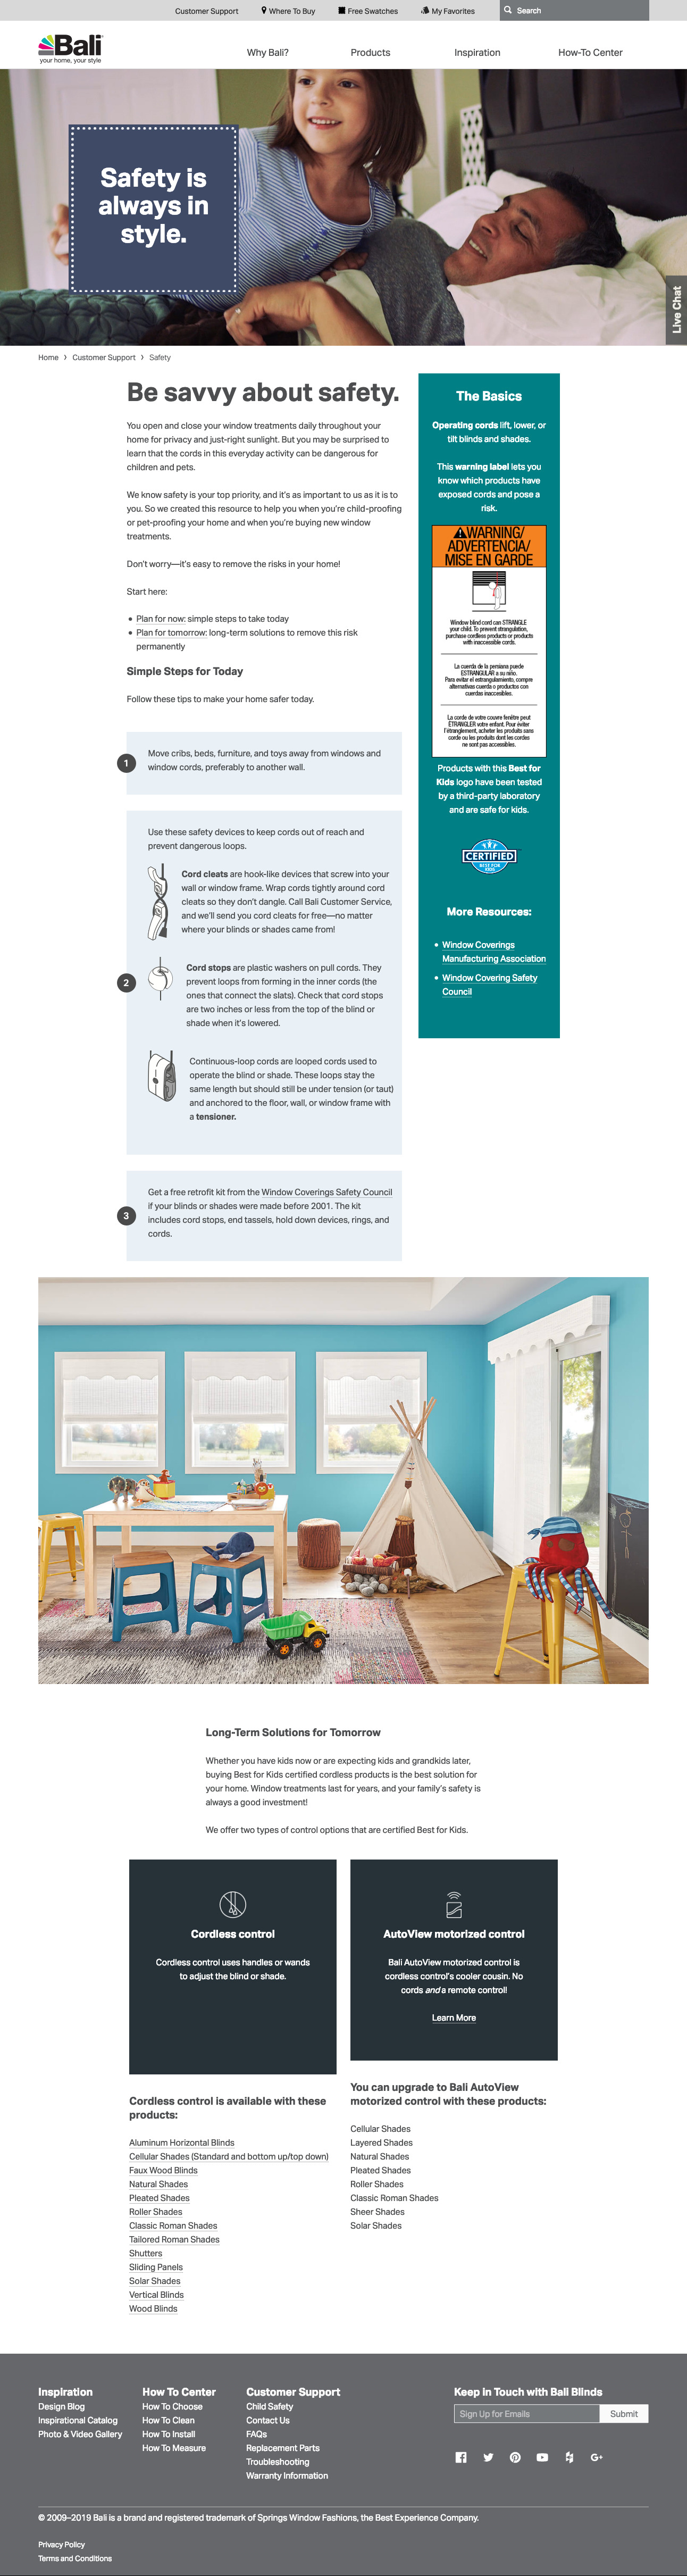 Customer Support
Where To Buy
Free Swatches
My Favorites
Search
Bali
your home, your style
Why Bali?
Products
Inspiration
How-To Center
Safety is
always in
style.
Live Chat
Home > Customer Support > Safety
Be savvy about safety.
You open and close your window treatments daily throughout your
home for privacy and just-right sunlight. But you may be surprised to
learn that the cords in this everyday activity can be dangerous for
children and pets.
We know safety is your top priority, and it's as important to us as it is to
you. So we created this resource to help you when you're child-proofing
or pet-proofing your home and when you're buying new window
treatments.
Don't worry—it's easy to remove the risks in your home!
Start here:
• Plan for now: simple steps to take today
• Plan for tomorrow: long-term solutions to remove this risk
permanently
Simple Steps for Today
Follow these tips to make your home safer today.
1
Move cribs, beds, furniture, and toys away from windows and
window cords, preferably to another wall.
2
Use these safety devices to keep cords out of reach and
prevent dangerous loops.
Cord cleats are hook-like devices that screw into your
wall or window frame. Wrap cords tightly around cord
cleats so they don't dangle. Call Bali Customer Service,
and we'll send you cord cleats for free—no matter
where your blinds or shades came from!
Cord stops are plastic washers on pull cords. They
prevent loops from forming in the inner cords (the
ones that connect the slats). Check that cord stops
are two inches or less from the top of the blind or
shade when it's lowered.
Continuous-loop cords are looped cords used to
operate the blind or shade. These loops stay the
same length but should still be under tension (or taut)
and anchored to the floor, wall, or window frame with
a tensioner.
3
Get a free retrofit kit from the Window Coverings Safety Council
if your blinds or shades were made before 2001. The kit
includes cord stops, end tassels, hold down devices, rings, and
cords.
The Basics
Operating cords lift, lower, or
tilt blinds and shades.
This warning label lets you
know which products have
exposed cords and pose a
risk.
WARNING/
ADVERTENCIA/
MISE EN GARDE
Window blind cord can STRANGLE
your child. To prevent strangulation,
purchase cordless products or products
with inaccessible cords.
La cuerda de la persiana puede
ESTRANGULAR a su niño.
Para evitar el estrangulamiento, compre
alternativas cuerda o productos con
cuerdas inaccesibles.
La corde de votre couvre fenêtre peut
ÉTRANGLER votre enfant. Pour éviter
l'étranglement, acheter les produits sans
corde ou les produits dont les cordes
ne sont pas accessibles.
Products with this Best for
Kids logo have been tested
by a third-party laboratory
and are safe for kids.
CERTIFIED
BEST FOR
KIDS
More Resources:
• Window Coverings
Manufacturing Association
• Window Covering Safety
Council
Long-Term Solutions for Tomorrow
Whether you have kids now or are expecting kids and grandkids later,
buying Best for Kids certified cordless products is the best solution for
your home. Window treatments last for years, and your family's safety is
always a good investment!
We offer two types of control options that are certified Best for Kids.
Cordless control
Cordless control uses handles or wands
to adjust the blind or shade.
Cordless control is available with these
products:
Aluminum Horizontal Blinds
Cellular Shades (Standard and bottom up/top down)
Faux Wood Blinds
Natural Shades
Pleated Shades
Roller Shades
Classic Roman Shades
Tailored Roman Shades
Shutters
Sliding Panels
Solar Shades
Vertical Blinds
Wood Blinds
AutoView motorized control
Bali AutoView motorized control is
cordless control's cooler cousin. No
cords and a remote control!
Learn More
You can upgrade to Bali AutoView
motorized control with these products:
Cellular Shades
Layered Shades
Natural Shades
Pleated Shades
Roller Shades
Classic Roman Shades
Sheer Shades
Solar Shades
Inspiration
Design Blog
Inspirational Catalog
Photo & Video Gallery
How To Center
How To Choose
How To Clean
How To Install
How To Measure
Customer Support
Child Safety
Contact Us
FAQs
Replacement Parts
Troubleshooting
Warranty Information
Keep in Touch with Bali Blinds
Sign Up for Emails
Submit
© 2009-2019 Bali is a brand and registered trademark of Springs Window Fashions, the Best Experience Company.
Privacy Policy
Terms and Conditions